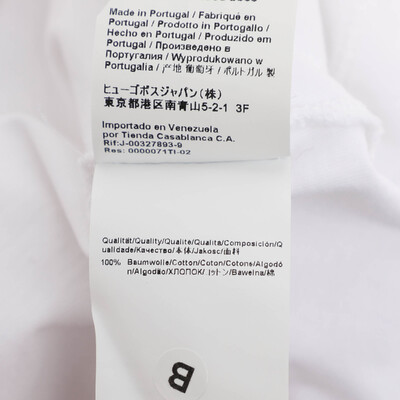 Made in Portugal / Fabriqué en
Portugal / Prodotto in Portogallo /
Hecho en Portugal / Produzido em
Portugal / Произведено в
Португалия / Wyprodukowano w
Portugalia / 产地 葡萄牙 / ポルトガル 製
ヒューゴボスジャパン(株)
東京都港区南青山5-2-1 3F
Importado en Venezuela
por Tienda Casablanca C.A.
Rif:J-00327893-9
Res: 0000071TI-02
Qualität/Quality/Qualite/Qualita/Composición/Q
ualidade/Качество/本体/Jakosc/面料
100% Baumwolle/Cotton/Coton/Cotone/Algodó
n/Algodão/ХЛОПОК/コットン/Bawelna/棉
B